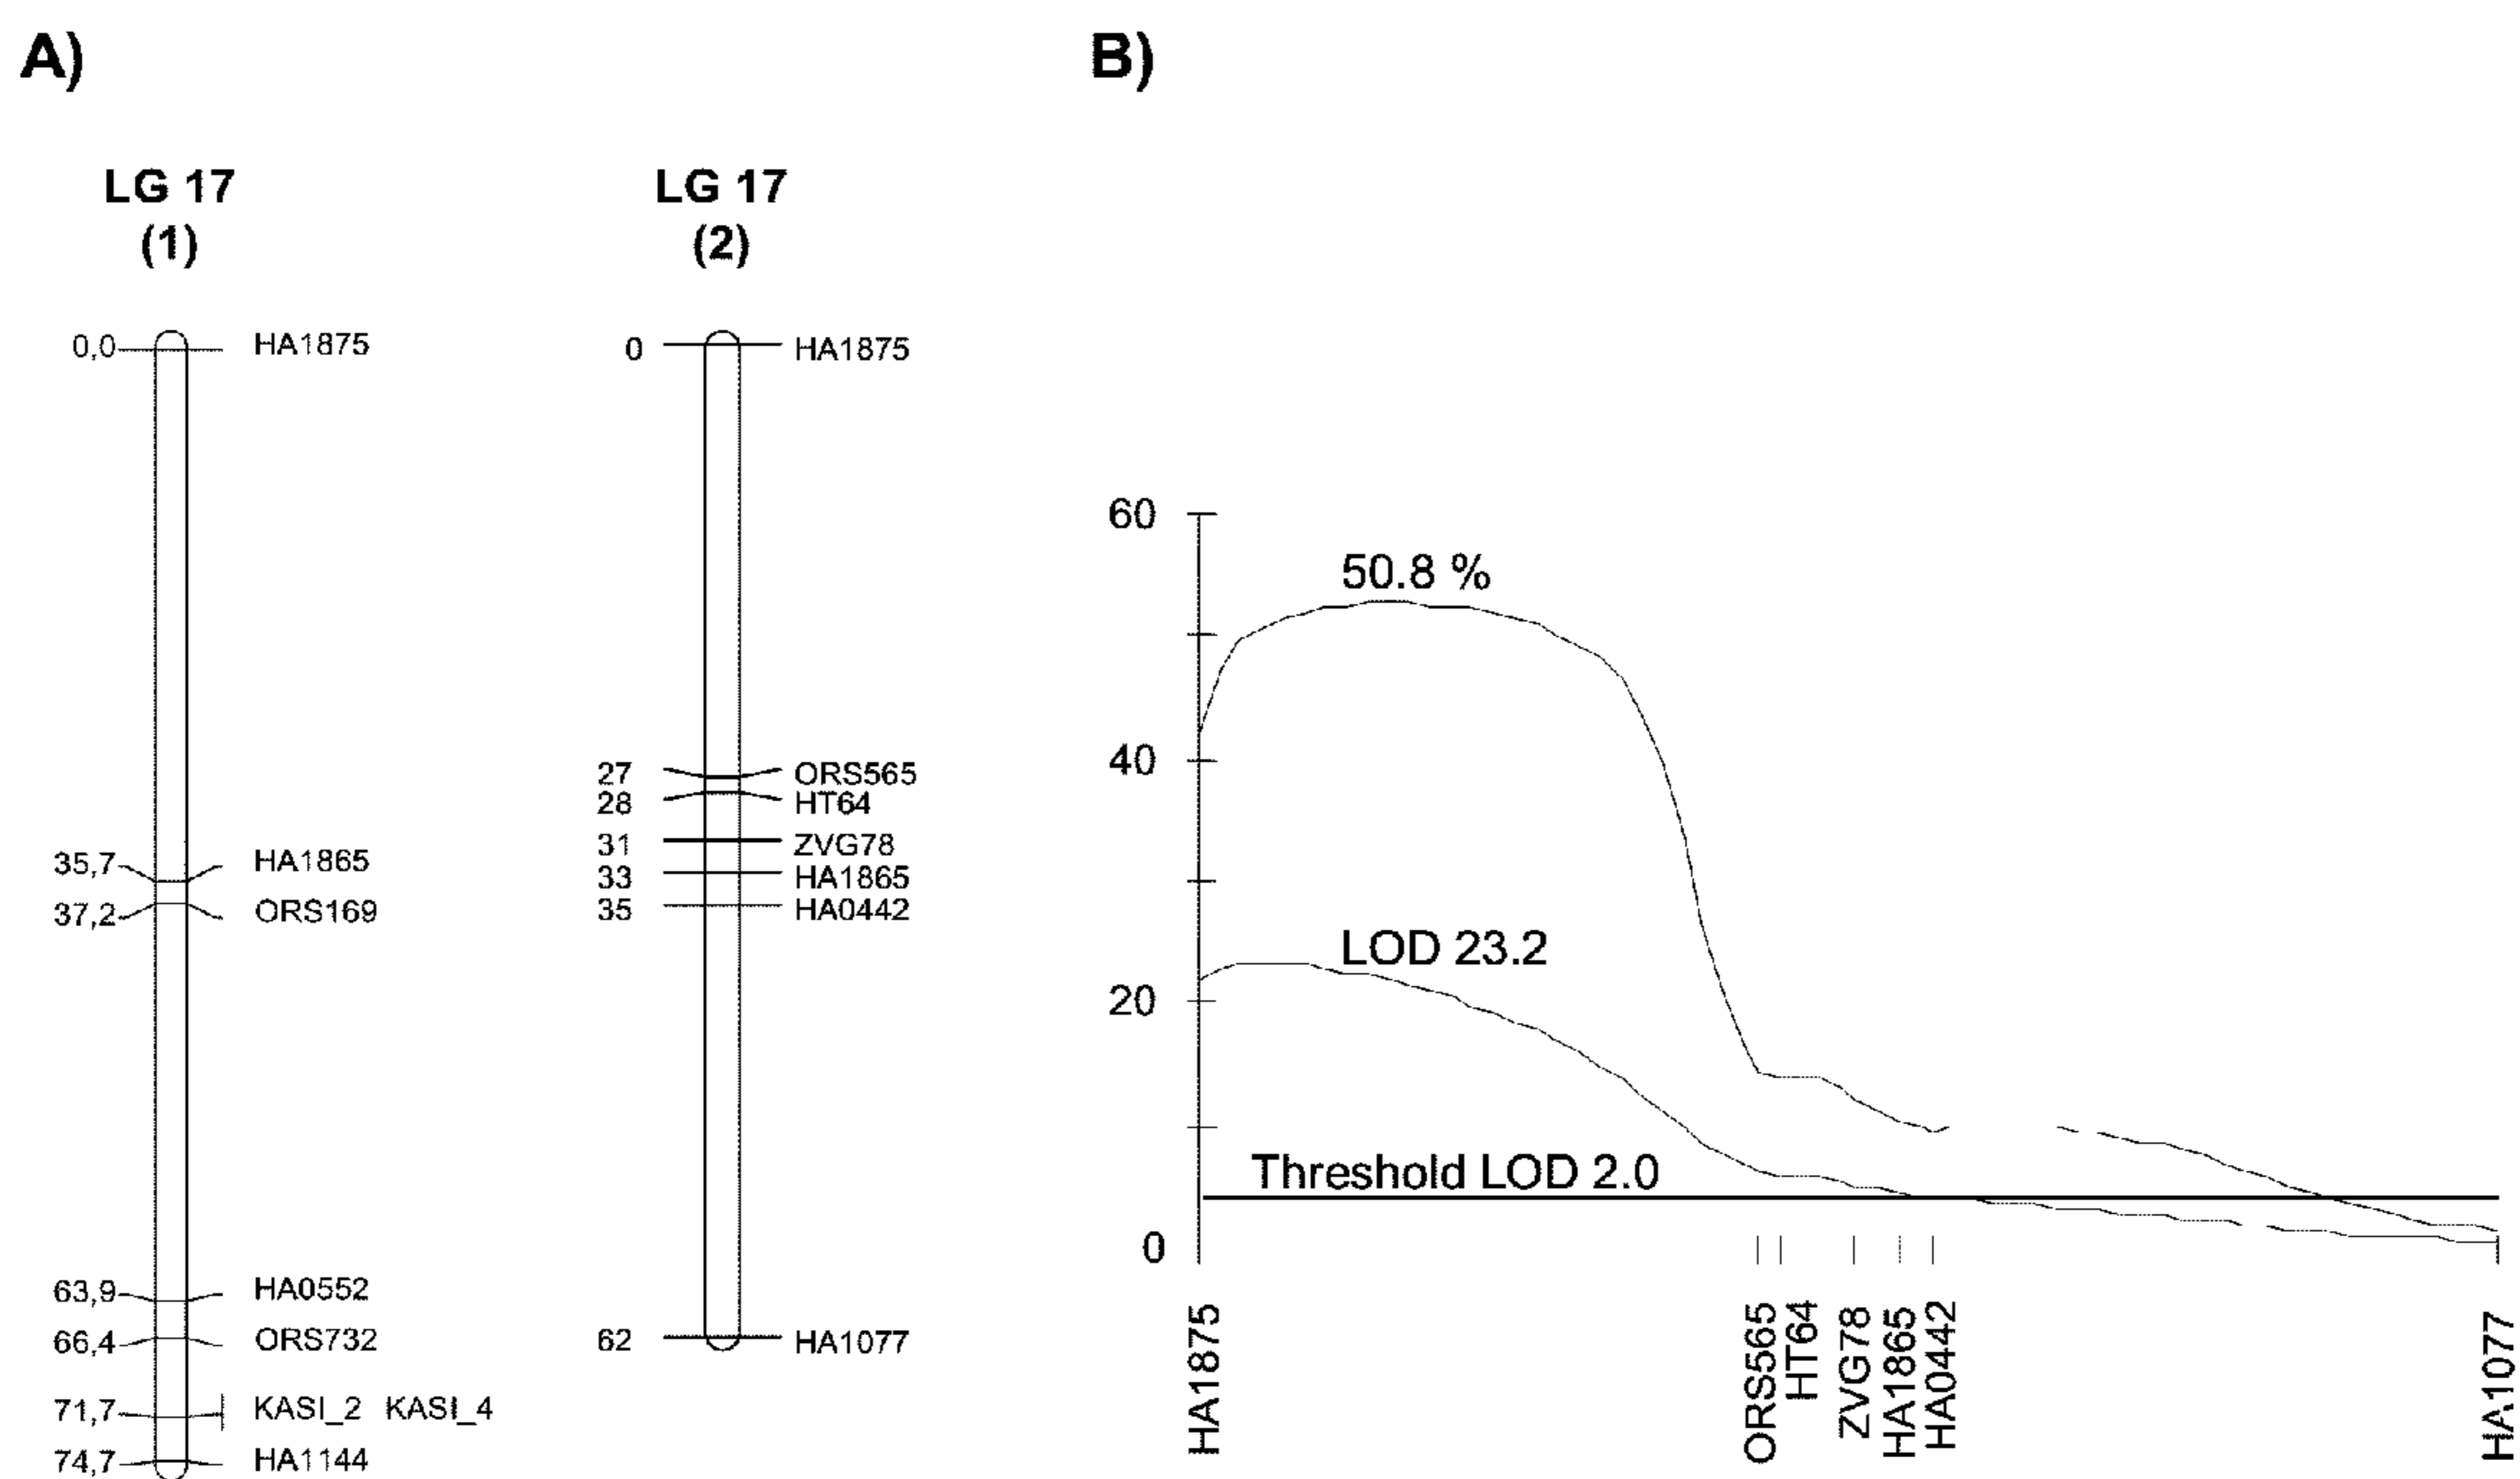 A)
B)
LG 17
(1)
LG 17
(2)
0,0 HA1875
35,7 HA1865
37,2 ORS169
63,9 HA0552
66,4 ORS732
71,7 KASI_2 KASI_4
74,7 HA1144
0 HA1875
27 ORS565
28 HT64
31 ZVG78
33 HA1865
35 HA0442
62 HA1077
60
50.8 %
40
LOD 23.2
20
Threshold LOD 2.0
0
HA1875
ORS565
HT64
ZVG78
HA1865
HA0442
HA1077